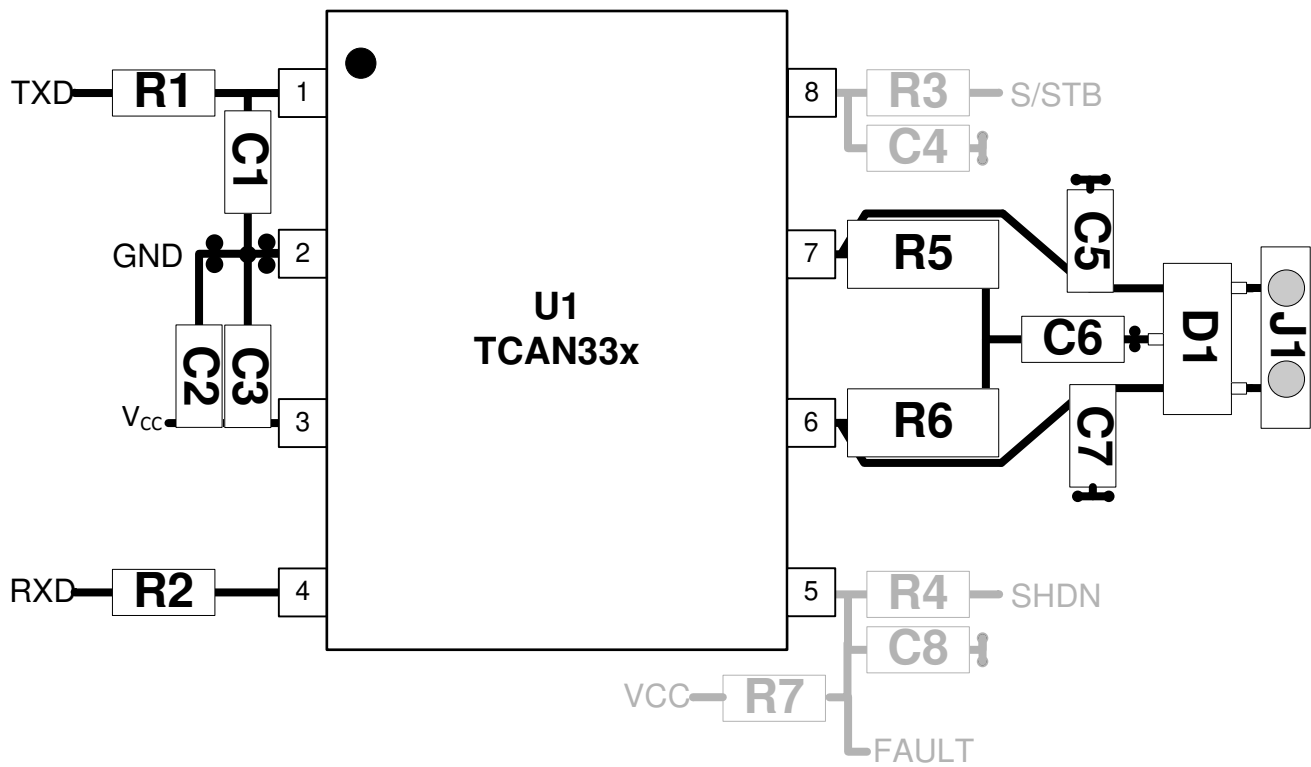 TXD
R1
1
8
R3
S/STB
C1
C4
GND
2
7
R5
C5
U1
TCAN33x
C2
C3
C6
D1
J1
VCC
3
6
R6
C7
RXD
R2
4
5
R4
SHDN
C8
VCC
R7
FAULT